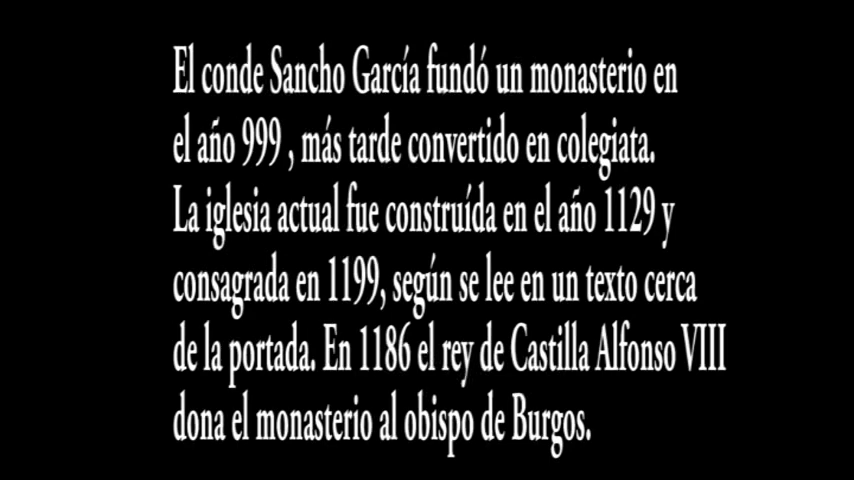 El conde Sancho García fundó un monasterio en
el año 999 , más tarde convertido en colegiata.
La iglesia actual fue construída en el año 1129 y
consagrada en 1199, según se lee en un texto cerca
de la portada. En 1186 el rey de Castilla Alfonso VIII
dona el monasterio al obispo de Burgos.